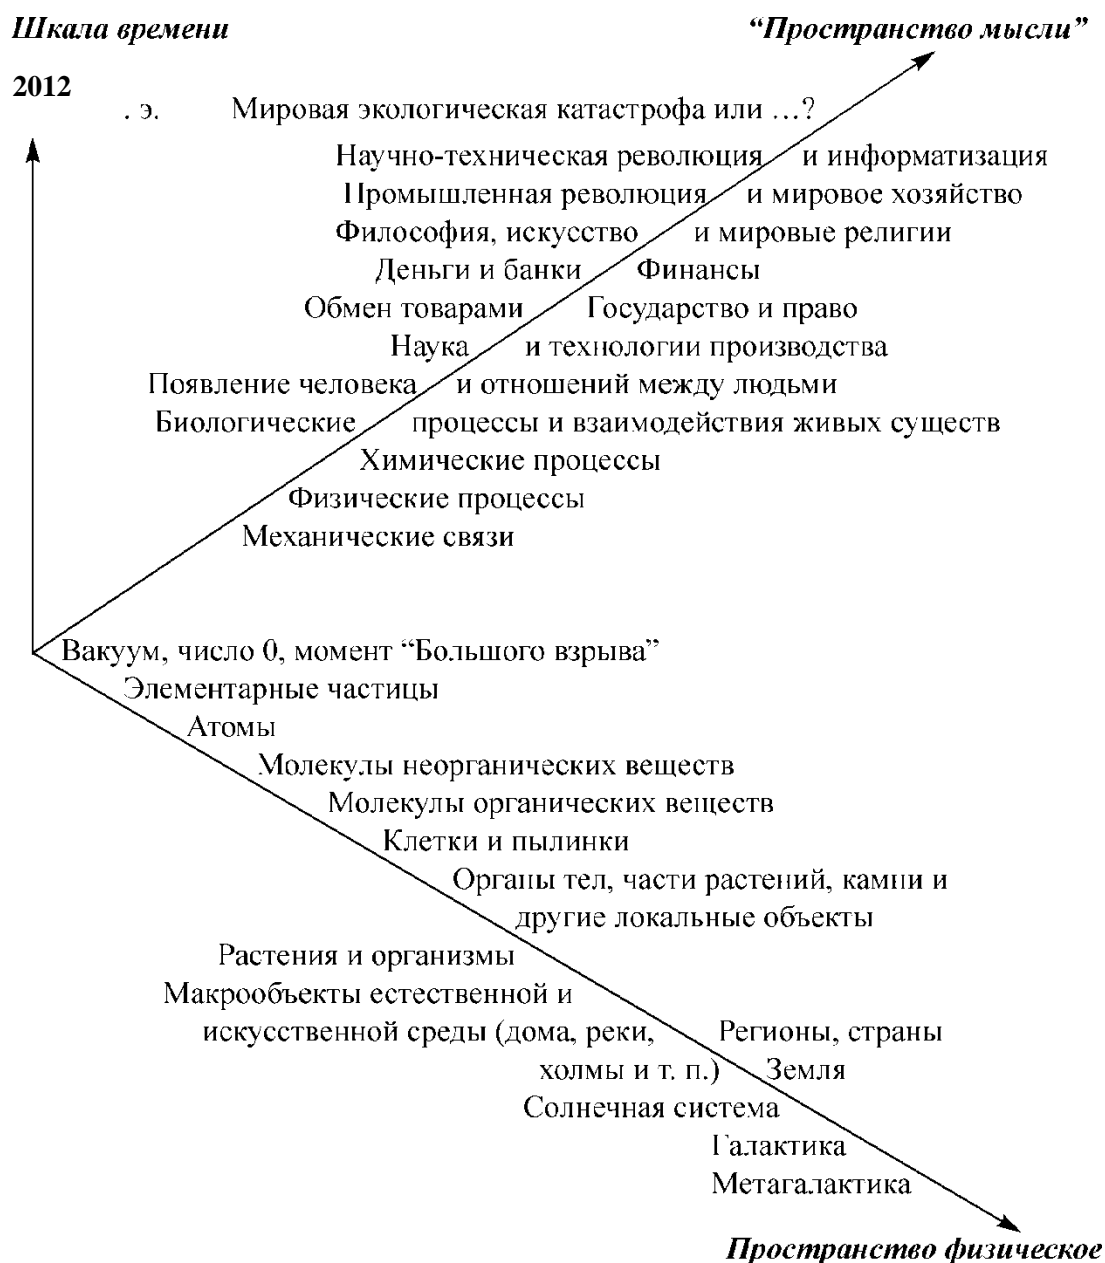 Шкала времени “Пространство мысли”
2012
. э. Мировая экологическая катастрофа или …?
Научно-техническая революция и информатизация
Промышленная революция и мировое хозяйство
Философия, искусство и мировые религии
Деньги и банки Финансы
Обмен товарами Государство и право
Наука и технологии производства
Появление человека и отношений между людьми
Биологические процессы и взаимодействия живых существ
Химические процессы
Физические процессы
Механические связи
Вакуум, число 0, момент “Большого взрыва”
Элементарные частицы
Атомы
Молекулы неорганических веществ
Молекулы органических веществ
Клетки и пылинки
Органы тел, части растений, камни и
другие локальные объекты
Растения и организмы
Макрообъекты естественной и
искусственной среды (дома, реки, Регионы, страны
холмы и т. п.) Земля
Солнечная система
Галактика
Метагалактика
Пространство физическое